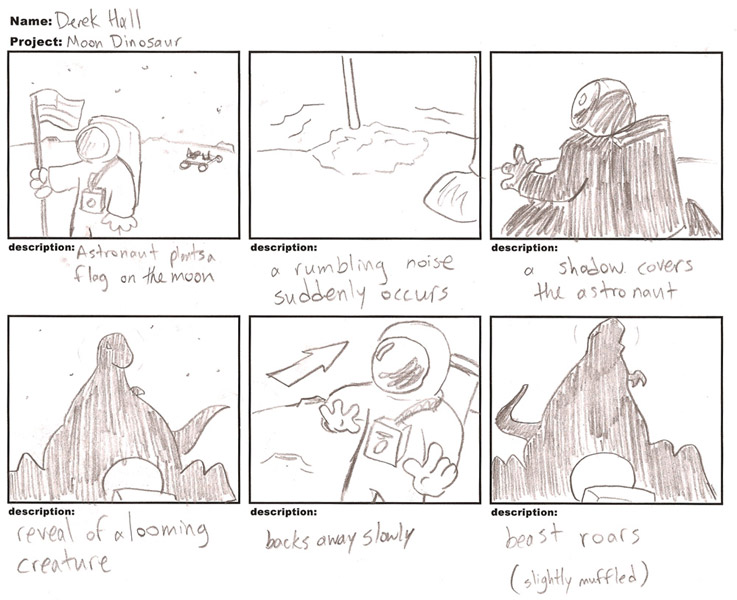 Name: Derek Hall
Project: Moon Dinosaur
description: Astronaut plants a
flag on the moon
description:
a rumbling noise
suddenly occurs
description:
a shadow covers
the astronaut
description:
reveal of a looming
creature
description:
backs away slowly
description:
beast roars
(slightly muffled)